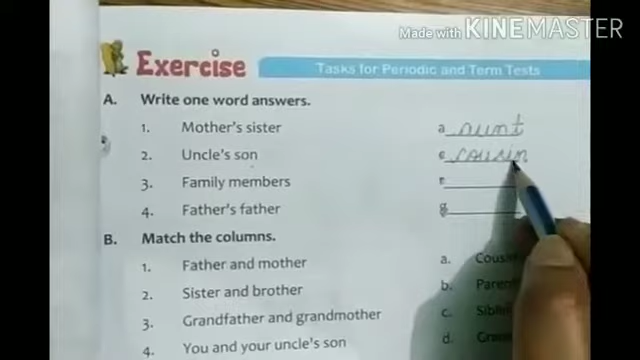 Made with KINEMASTER
Exercise
Tasks for Periodic and Term Tests
A. Write one word answers.
1. Mother's sister a aunt
2. Uncle's son c cousin
3. Family members
4. Father's father g
B. Match the columns.
1. Father and mother a. Cousin
2. Sister and brother b. Parent
3. Grandfather and grandmother c.
4. You and your uncle's son d.